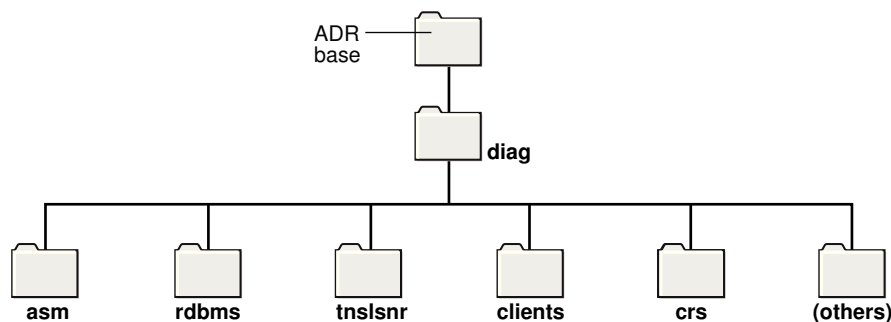 ADR
base
diag
asm
rdbms
tnslsnr
clients
crs
(others)